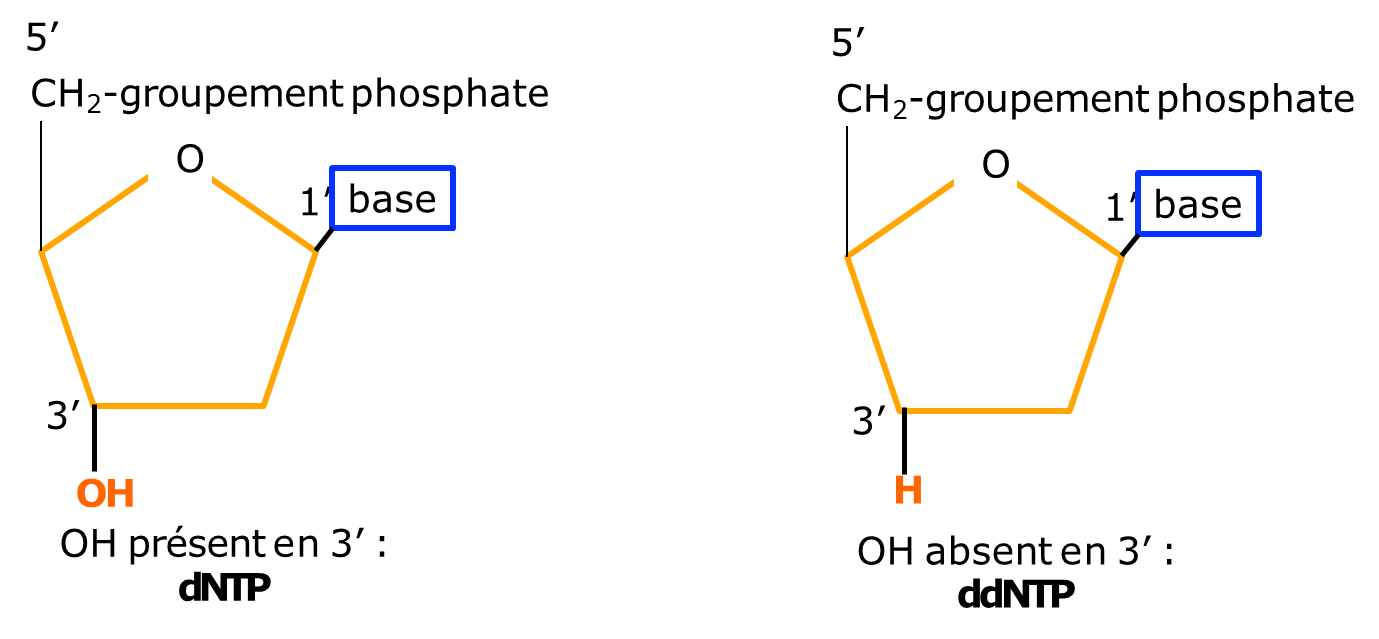 5′
CH₂-groupement phosphate
O
1′
base
3′
OH
OH présent en 3′ :
dNTP
5′
CH₂-groupement phosphate
O
1′
base
3′
H
OH absent en 3′ :
ddNTP